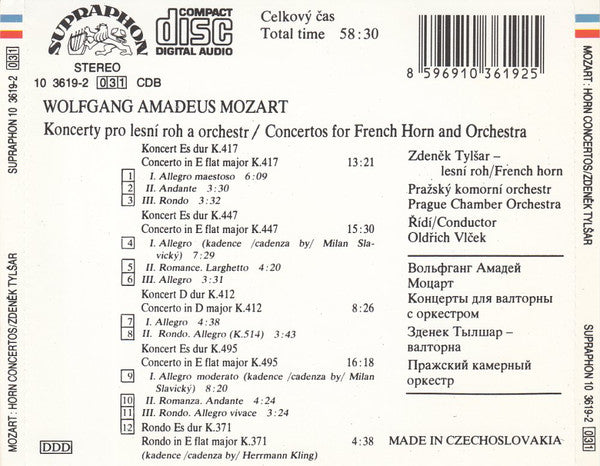 SUPRAPHON
COMPACT
disc
DIGITAL AUDIO
Celkový čas
Total time 58:30
8 596910 361925
STEREO
10 3619-2 031 CDB
WOLFGANG AMADEUS MOZART
Koncerty pro lesní roh a orchestr / Concertos for French Horn and Orchestra
Koncert Es dur K.417
Concerto in E flat major K.417 13:21
1 I. Allegro maestoso 6:09
2 II. Andante 3:30
3 III. Rondo 3:32
Koncert Es dur K.447
Concerto in E flat major K.447 15:30
4 I. Allegro (kadence /cadenza by/ Milan Sla-
vický) 7:29
5 II. Romance. Larghetto 4:20
6 III. Allegro 3:31
Koncert D dur K.412
Concerto in D major K.412 8:26
7 I. Allegro 4:38
8 II. Rondo. Allegro (K.514) 3:43
Koncert Es dur K.495
Concerto in E flat major K.495 16:18
9 I. Allegro moderato (kadence /cadenza by/ Milan
Slavický) 8:20
10 II. Romanza. Andante 4:24
11 III. Rondo. Allegro vivace 3:24
12 Rondo Es dur K.371
Rondo in E flat major K.371 4:38
(kadence /cadenza by/ Herrmann Kling)
DDD
Zdeněk Tylšar –
lesní roh/French horn
Pražský komorní orchestr
Prague Chamber Orchestra
Řídí/Conductor
Oldřich Vlček
Вольфганг Амадей
Моцарт
Концерты для валторны
с оркестром
Зденек Тылшар –
валторна
Пражский камерный
оркестр
MADE IN CZECHOSLOVAKIA
MOZART: HORN CONCERTOS/ZDENĚK TYLŠAR SUPRAPHON 10 3619-2 031
MOZART: HORN CONCERTOS/ZDENĚK TYLŠAR SUPRAPHON 10 3619-2 031